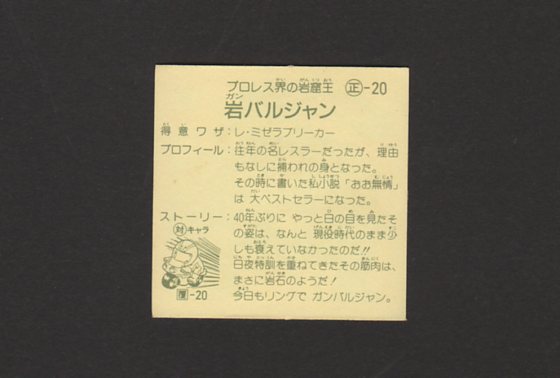 プロレス界の岩窟王 正-20
岩バルジャン
得意ワザ:レ・ミゼラブリーカー
プロフィール:往年の名レスラーだったが、理由
もなしに捕われの身となった。
その時に書いた私小説「おお無情」
は 大ベストセラーになった。
ストーリー:40年ぶりに やっと日の目を見たそ
の姿は、なんと 現役時代のまま少
しも衰えていなかったのだ!!
日夜特訓を重ねてきたその筋肉は、
まさに岩石のようだ!
今日もリングで ガンバルジャン。
対キャラ
-20